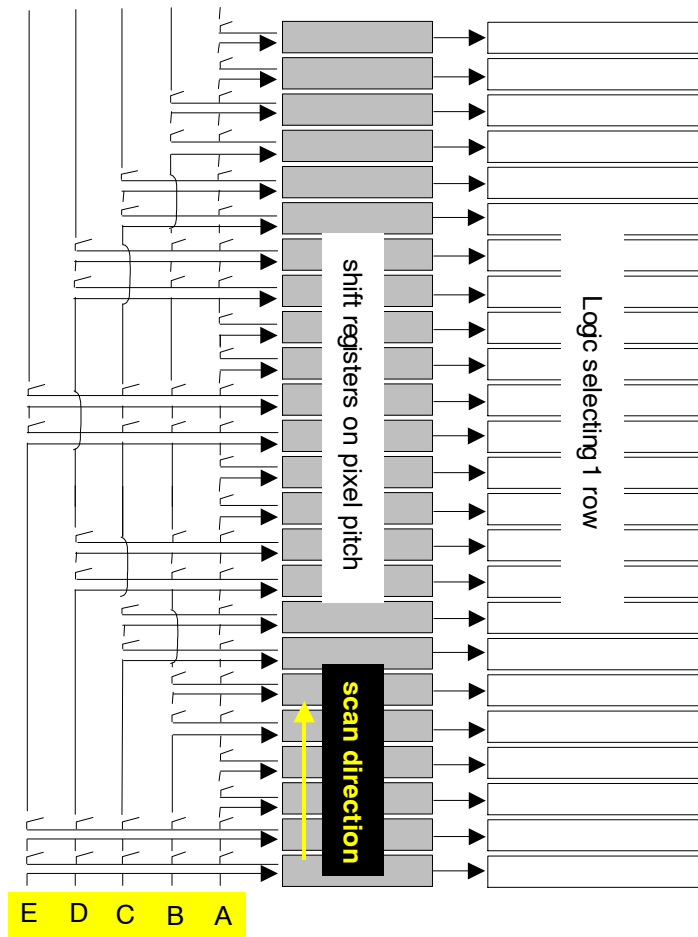 shift registers on pixel pitch
Logic selecting 1 row
scan direction
E D C B A